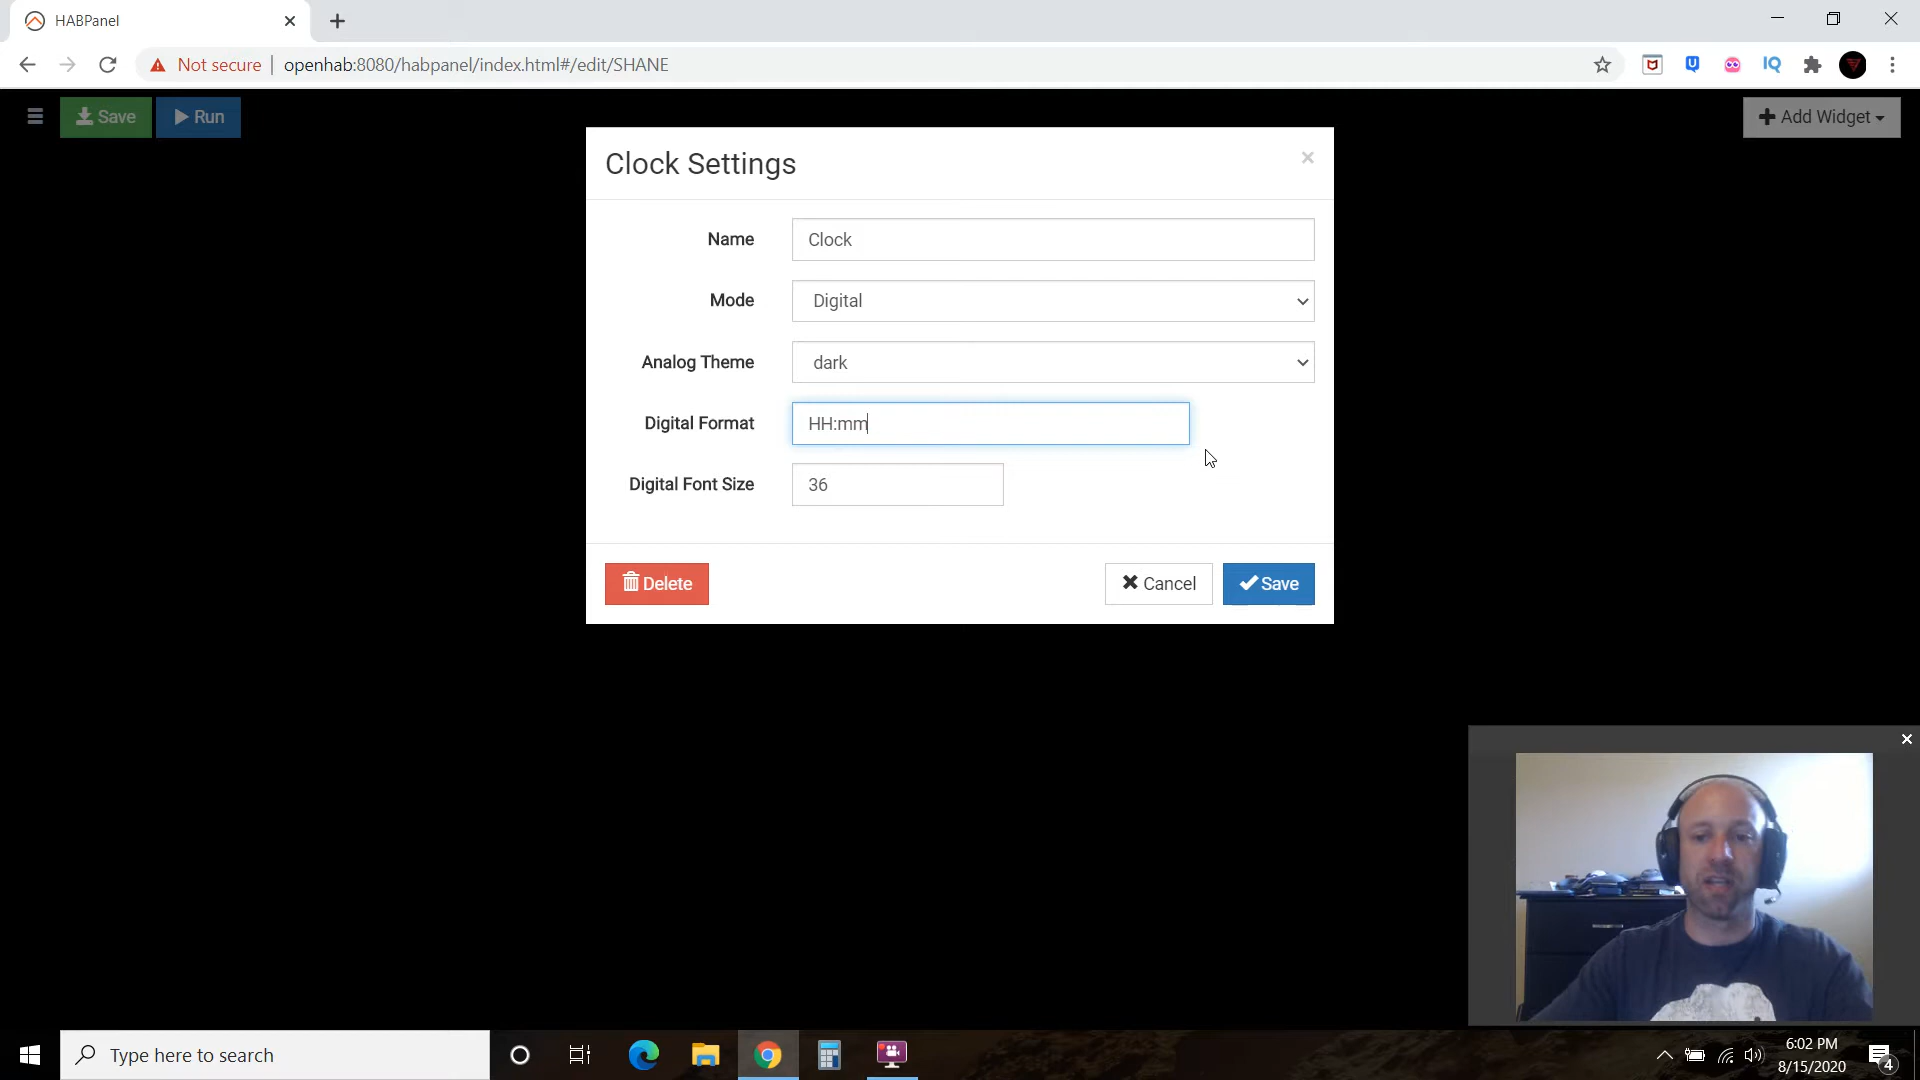 HABPanel
Not secure openhab:8080/habpanel/index.html#/edit/SHANE
IQ
Save Run Add Widget
Clock Settings
Name Clock
Mode Digital
Analog Theme dark
Digital Format HH:mm
Digital Font Size 36
Delete Cancel Save
6:02 PM
Type here to search
8/15/2020
4